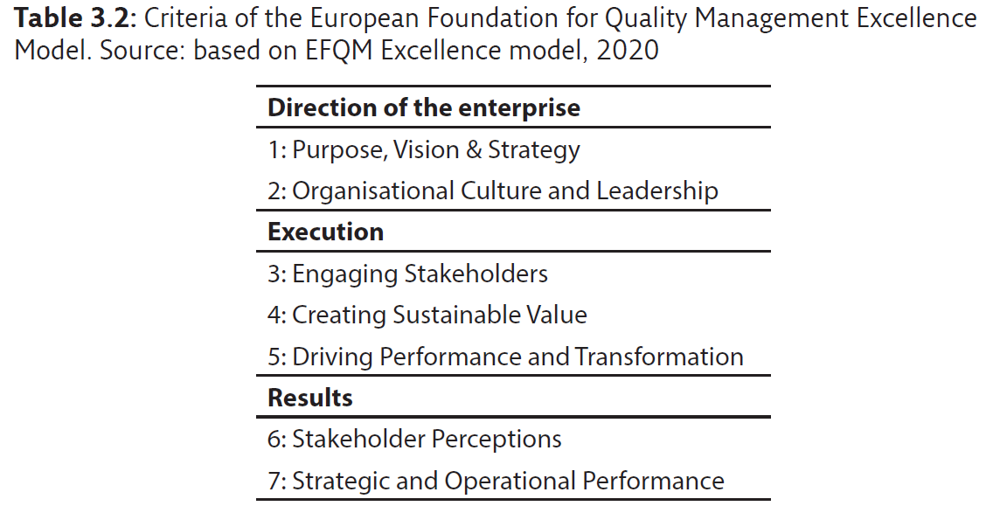 Table 3.2: Criteria of the European Foundation for Quality Management Excellence
Model. Source: based on EFQM Excellence model, 2020
Direction of the enterprise
1: Purpose, Vision & Strategy
2: Organisational Culture and Leadership
Execution
3: Engaging Stakeholders
4: Creating Sustainable Value
5: Driving Performance and Transformation
Results
6: Stakeholder Perceptions
7: Strategic and Operational Performance